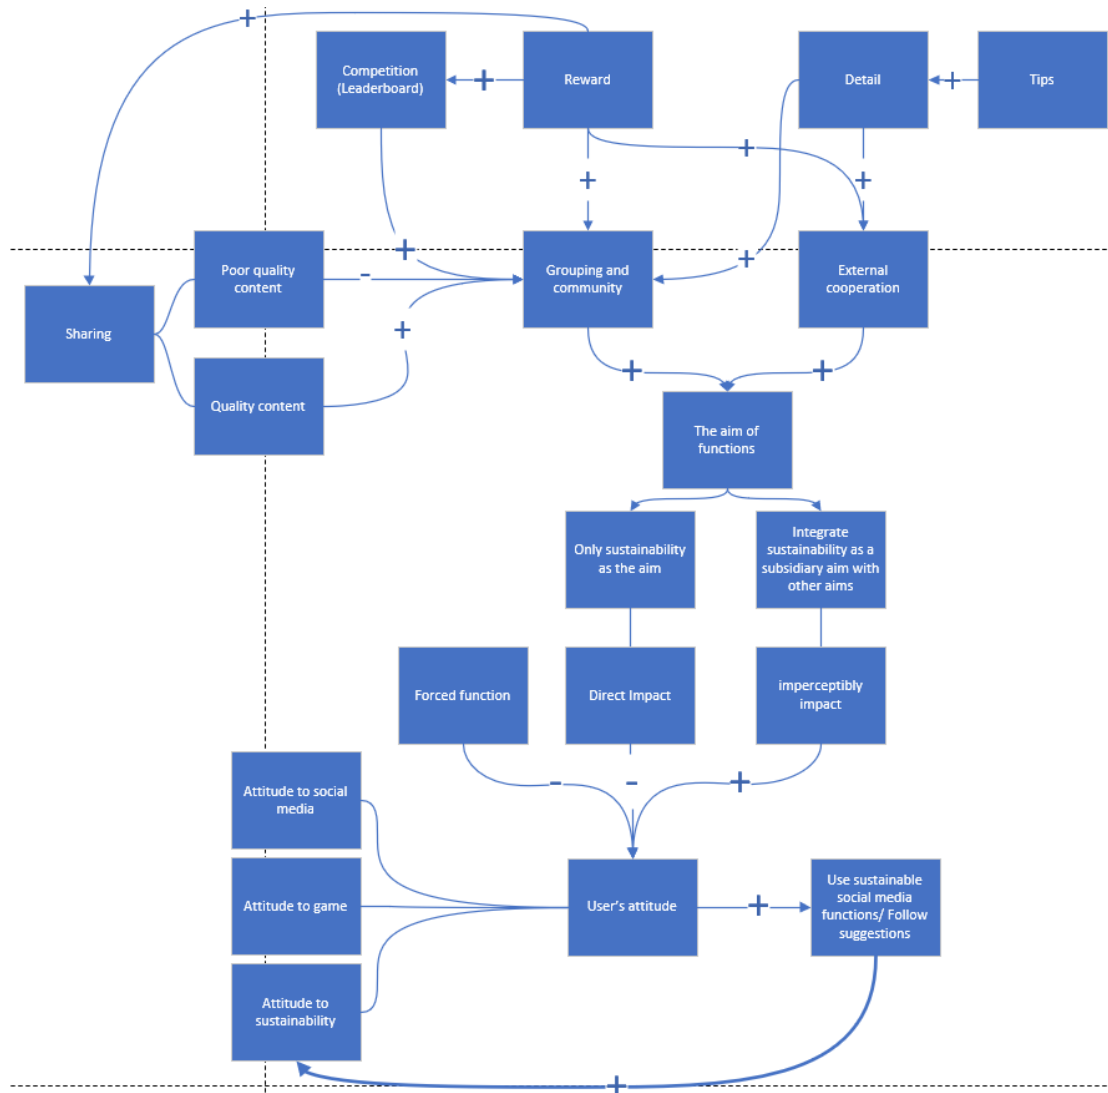 +
Competition
(Leaderboard)
+
Reward
Detail
+
Tips
+
+
+
+
Poor quality
content
-
Grouping and
community
+
External
cooperation
Sharing
+
Quality content
+
+
The aim of
functions
Only sustainability
as the aim
Integrate
sustainability as a
subsidiary aim with
other aims
Forced function
Direct Impact
imperceptibly
impact
-
-
+
Attitude to social
media
Attitude to game
User's attitude
+
Use sustainable
social media
functions/ Follow
suggestions
Attitude to
sustainability
+